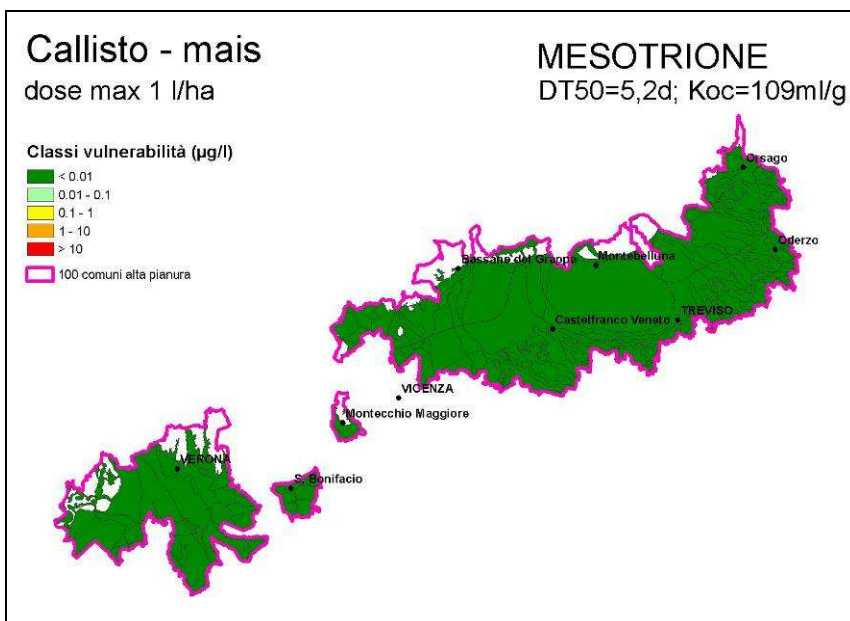 Callisto - mais
dose max 1 l/ha
MESOTRIONE
DT50=5,2d; Koc=109ml/g
Classi vulnerabilità (µg/l)
< 0.01
0.01 - 0.1
0.1 - 1
1 - 10
> 10
100 comuni alta pianura
Orsago
Oderzo
Bassano del Grappa
Montebelluna
TREVISO
Castelfranco Veneto
VICENZA
Montecchio Maggiore
VERONA
S. Bonifacio